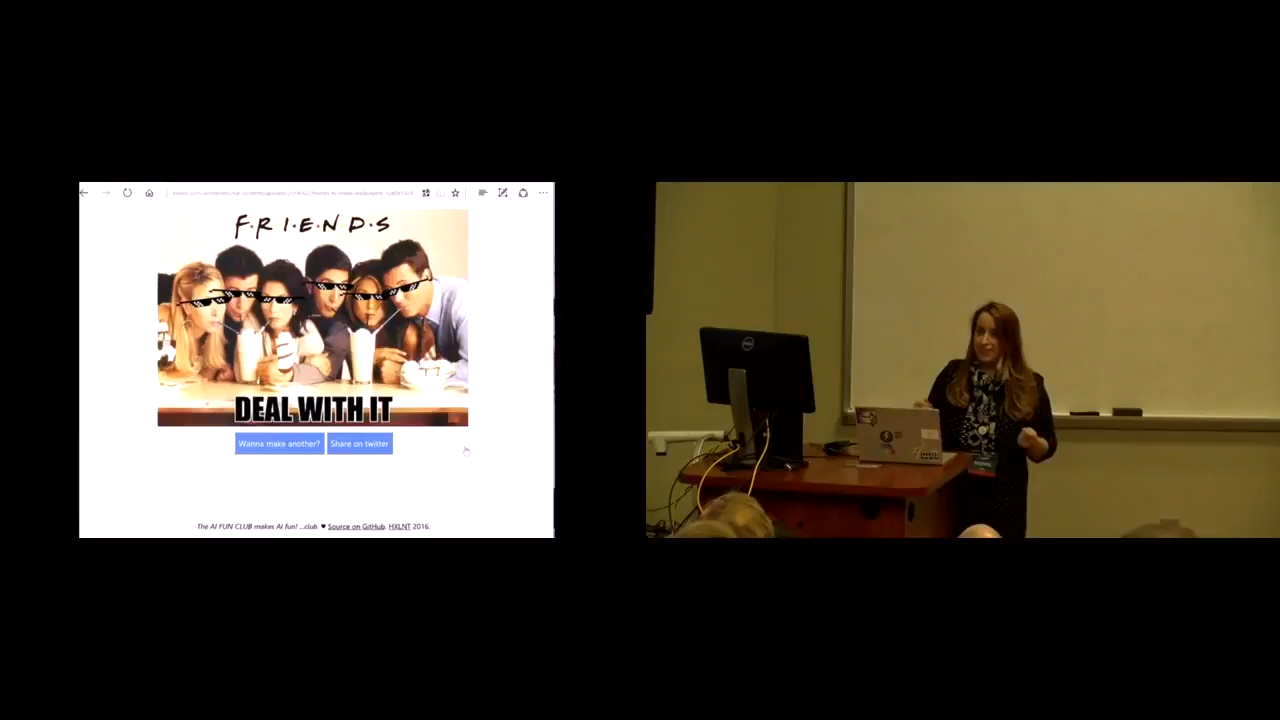 F·R·I·E·N·D·S
DEAL WITH IT
Wanna make another?
Share on twitter
The AI FUN CLUB makes AI fun! ...club ♥ Source on GitHub. HXLNT 2016.
DELL